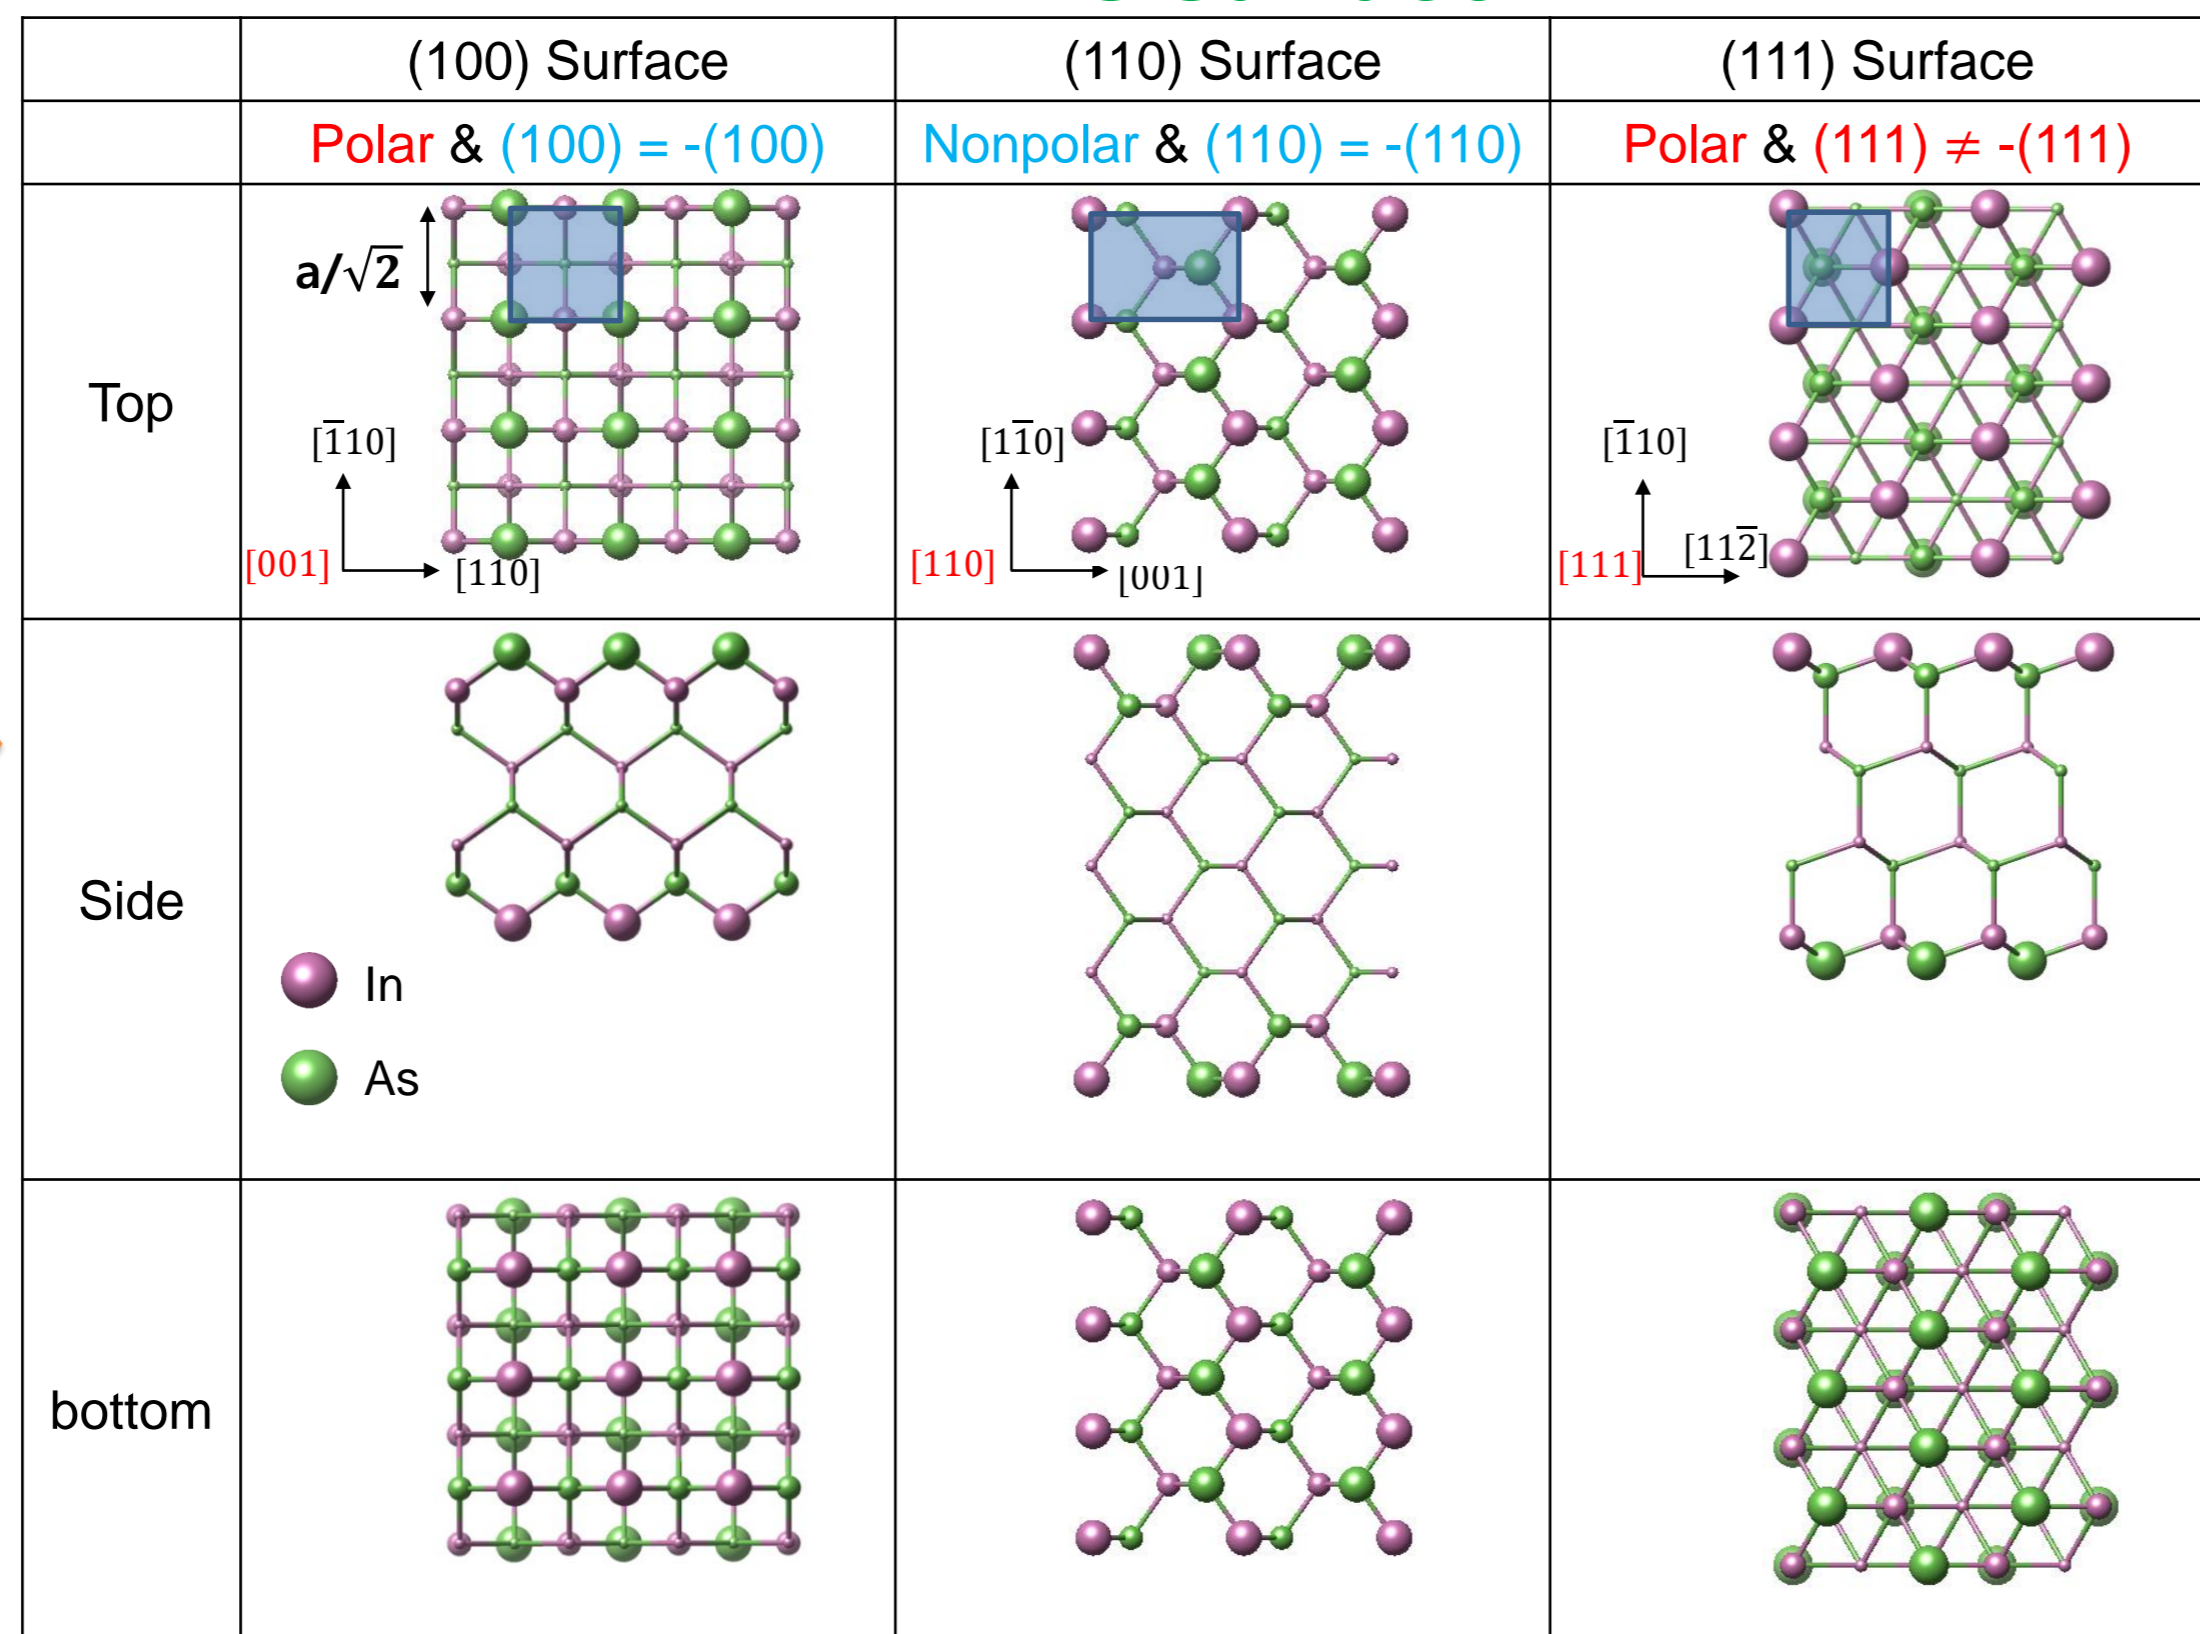 (100) Surface
(110) Surface
(111) Surface
Polar & (100) = -(100)
Nonpolar & (110) = -(110)
Polar & (111) ≠ -(111)
Top
a/√2
[1̅10]
[001]
[110]
[11̅0]
[110]
[001]
[1̅10]
[111]
[112̅]
Side
In
As
bottom